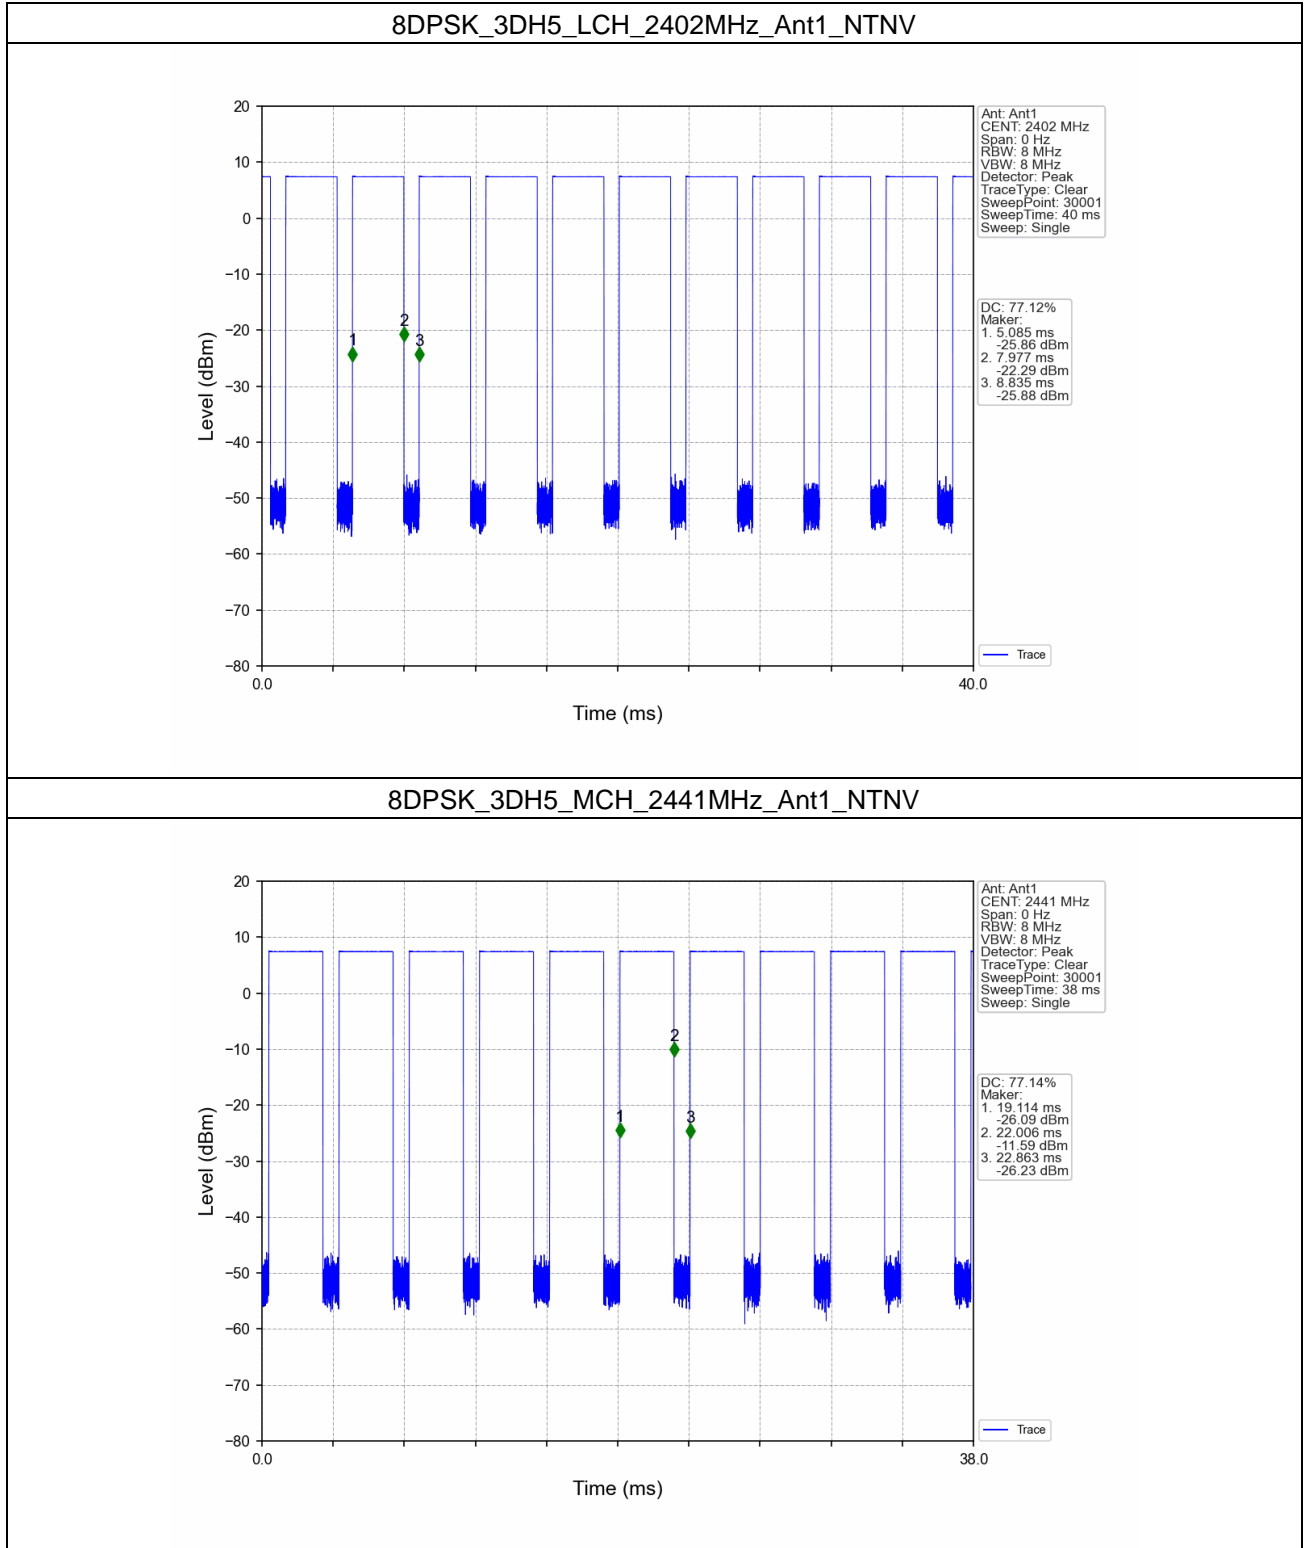 8DPSK_3DH5_LCH_2402MHz_Ant1_NTNV
20
10
0
−10
−20
−30
−40
−50
−60
−70
−80
Level (dBm)
0.0
40.0
Time (ms)
1
2
3
Ant: Ant1
CENT: 2402 MHz
Span: 0 Hz
RBW: 8 MHz
VBW: 8 MHz
Detector: Peak
TraceType: Clear
SweepPoint: 30001
SweepTime: 40 ms
Sweep: Single
DC: 77.12%
Maker:
1. 5.085 ms
-25.86 dBm
2. 7.977 ms
-22.29 dBm
3. 8.835 ms
-25.88 dBm
Trace
8DPSK_3DH5_MCH_2441MHz_Ant1_NTNV
20
10
0
−10
−20
−30
−40
−50
−60
−70
−80
Level (dBm)
0.0
38.0
Time (ms)
1
2
3
Ant: Ant1
CENT: 2441 MHz
Span: 0 Hz
RBW: 8 MHz
VBW: 8 MHz
Detector: Peak
TraceType: Clear
SweepPoint: 30001
SweepTime: 38 ms
Sweep: Single
DC: 77.14%
Maker:
1. 19.114 ms
-26.09 dBm
2. 22.006 ms
-11.59 dBm
3. 22.863 ms
-26.23 dBm
Trace